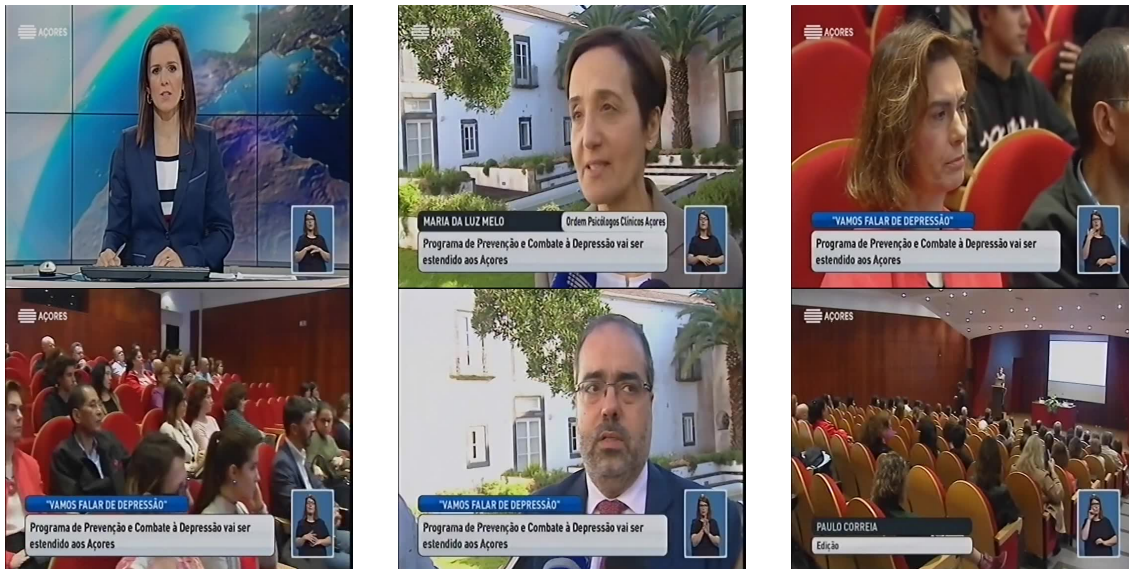 AÇORES
AÇORES
MARIA DA LUZ MELO
Ordem Psicólogos Clínicos Açores
Programa de Prevenção e Combate à Depressão vai ser
estendido aos Açores
AÇORES
"VAMOS FALAR DE DEPRESSÃO"
Programa de Prevenção e Combate à Depressão vai ser
estendido aos Açores
AÇORES
"VAMOS FALAR DE DEPRESSÃO"
Programa de Prevenção e Combate à Depressão vai ser
estendido aos Açores
AÇORES
"VAMOS FALAR DE DEPRESSÃO"
Programa de Prevenção e Combate à Depressão vai ser
estendido aos Açores
AÇORES
PAULO CORREIA
Edição